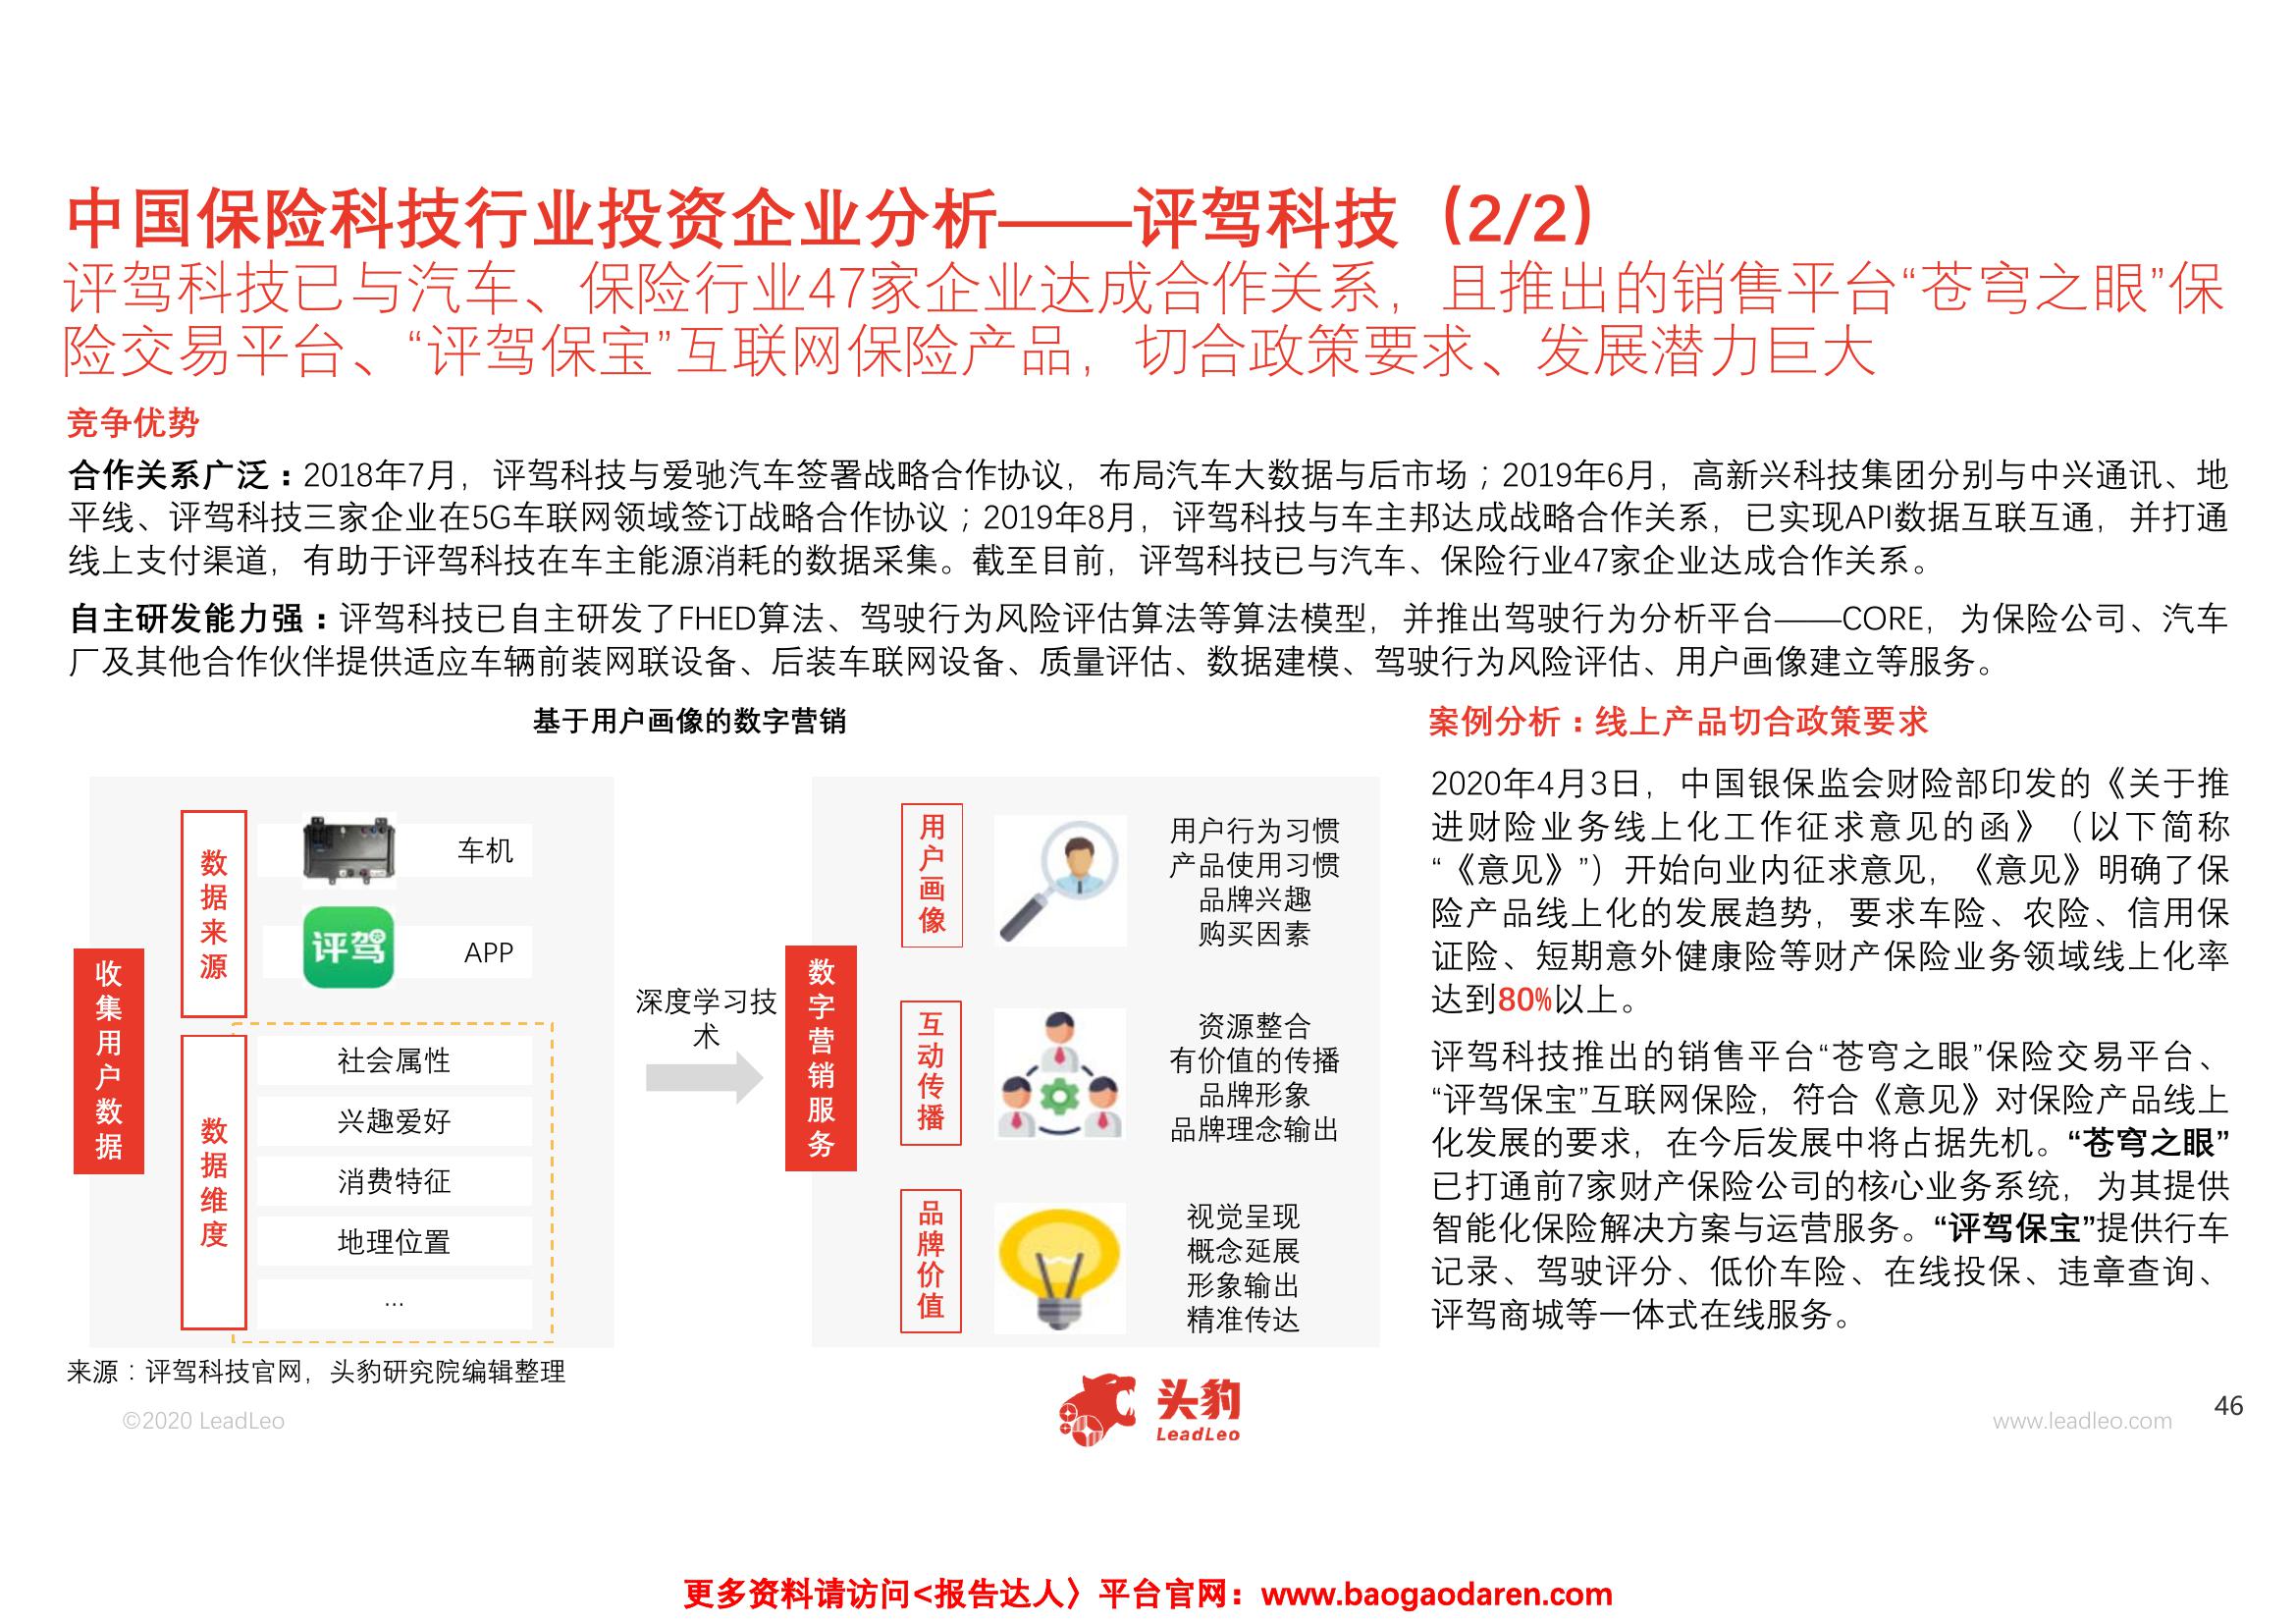 中国保险科技行业投资企业分析——评驾科技（2/2）
评驾科技已与汽车、保险行业47家企业达成合作关系，且推出的销售平台“苍穹之眼”保
险交易平台、“评驾保宝”互联网保险产品，切合政策要求、发展潜力巨大
竞争优势
合作关系广泛：2018年7月，评驾科技与爱驰汽车签署战略合作协议，布局汽车大数据与后市场；2019年6月，高新兴科技集团分别与中兴通讯、地
平线、评驾科技三家企业在5G车联网领域签订战略合作协议；2019年8月，评驾科技与车主邦达成战略合作关系，已实现API数据互联互通，并打通
线上支付渠道，有助于评驾科技在车主能源消耗的数据采集。截至目前，评驾科技已与汽车、保险行业47家企业达成合作关系。
自主研发能力强：评驾科技已自主研发了FHED算法、驾驶行为风险评估算法等算法模型，并推出驾驶行为分析平台——CORE，为保险公司、汽车
厂及其他合作伙伴提供适应车辆前装网联设备、后装车联网设备、质量评估、数据建模、驾驶行为风险评估、用户画像建立等服务。
基于用户画像的数字营销
收集用户数据
数据来源
车机
评驾
APP
数据维度
社会属性
兴趣爱好
消费特征
地理位置
...
深度学习技
术
数字营销服务
用户画像
用户行为习惯
产品使用习惯
品牌兴趣
购买因素
互动传播
资源整合
有价值的传播
品牌形象
品牌理念输出
品牌价值
视觉呈现
概念延展
形象输出
精准传达
案例分析：线上产品切合政策要求
2020年4月3日，中国银保监会财险部印发的《关于推
进财险业务线上化工作征求意见的函》（以下简称
“《意见》”）开始向业内征求意见，《意见》明确了保
险产品线上化的发展趋势，要求车险、农险、信用保
证险、短期意外健康险等财产保险业务领域线上化率
达到80%以上。
评驾科技推出的销售平台“苍穹之眼”保险交易平台、
“评驾保宝”互联网保险，符合《意见》对保险产品线上
化发展的要求，在今后发展中将占据先机。“苍穹之眼”
已打通前7家财产保险公司的核心业务系统，为其提供
智能化保险解决方案与运营服务。“评驾保宝”提供行车
记录、驾驶评分、低价车险、在线投保、违章查询、
评驾商城等一体式在线服务。
来源：评驾科技官网，头豹研究院编辑整理
©2020 LeadLeo
头豹
LeadLeo
www.leadleo.com
46
更多资料请访问<报告达人〉平台官网：www.baogaodaren.com